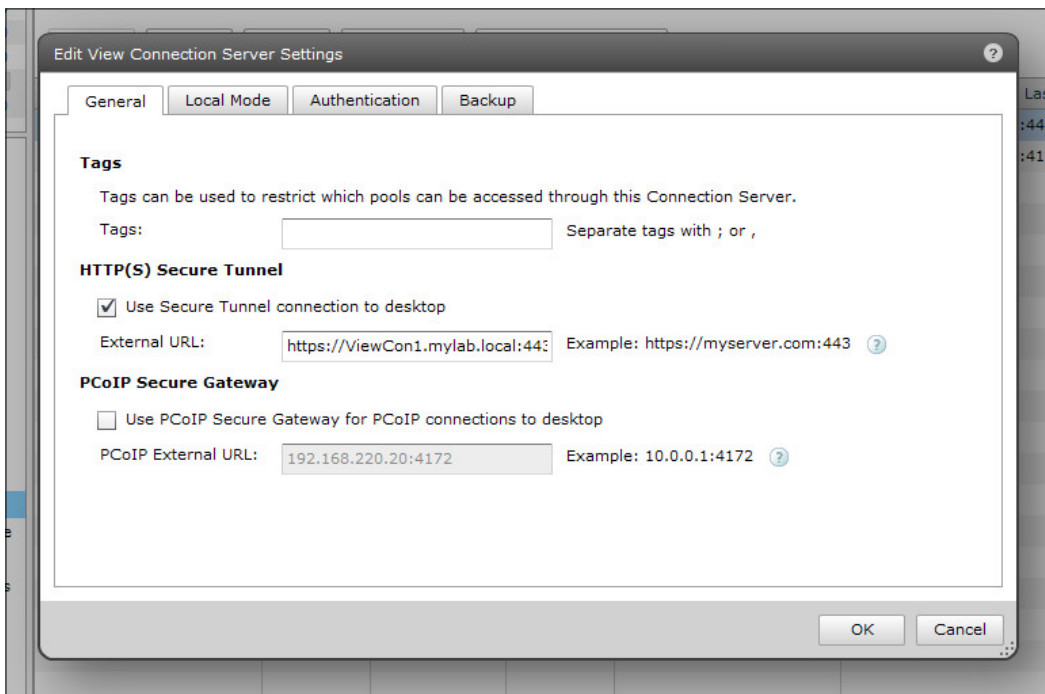 Edit View Connection Server Settings
?
General Local Mode Authentication Backup
Las
:44
:41
Tags
Tags can be used to restrict which pools can be accessed through this Connection Server.
Tags: Separate tags with ; or ,
HTTP(S) Secure Tunnel
Use Secure Tunnel connection to desktop
External URL: https://ViewCon1.mylab.local:443 Example: https://myserver.com:443 ?
PCoIP Secure Gateway
Use PCoIP Secure Gateway for PCoIP connections to desktop
PCoIP External URL: 192.168.220.20:4172 Example: 10.0.0.1:4172 ?
e
s
OK Cancel